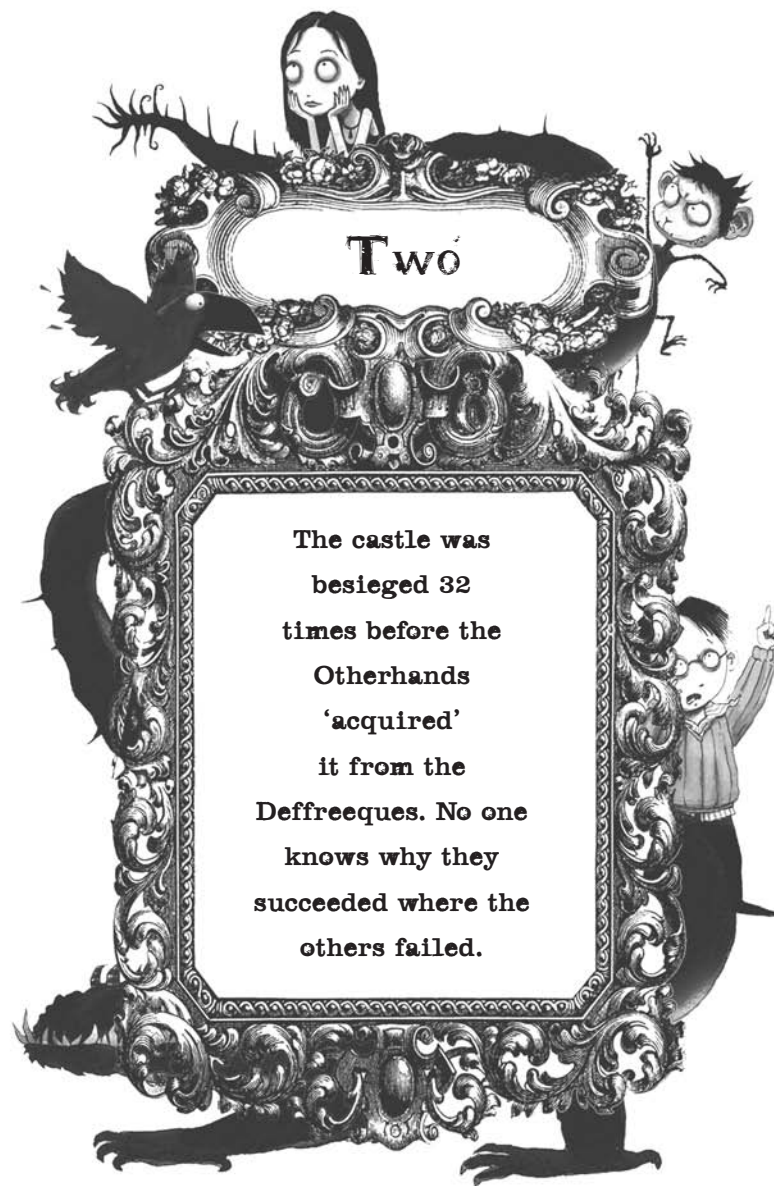 Two
The castle was
besieged 32
times before the
Otherhands
‘acquired’
it from the
Deffreeques. No one
knows why they
succeeded where the
others failed.